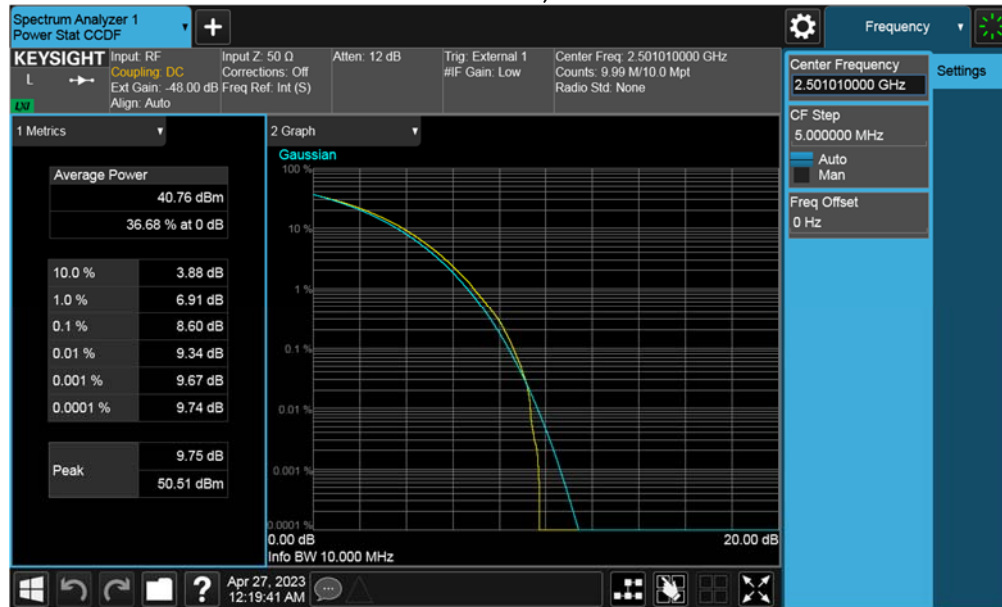 Spectrum Analyzer 1
Power Stat CCDF
Frequency
KEYSIGHT
L
LXI
Input: RF
Coupling: DC
Ext Gain: -48.00 dB
Align: Auto
Input Z: 50 Ω
Corrections: Off
Freq Ref: Int (S)
Atten: 12 dB
Trig: External 1
#IF Gain: Low
Center Freq: 2.501010000 GHz
Counts: 9.99 M/10.0 Mpt
Radio Std: None
Center Frequency
2.501010000 GHz
Settings
CF Step
5.000000 MHz
Auto
Man
Freq Offset
0 Hz
1 Metrics
Average Power
40.76 dBm
36.68 % at 0 dB
10.0 % 3.88 dB
1.0 % 6.91 dB
0.1 % 8.60 dB
0.01 % 9.34 dB
0.001 % 9.67 dB
0.0001 % 9.74 dB
Peak
9.75 dB
50.51 dBm
2 Graph
Gaussian
100 %
10 %
1 %
0.1 %
0.01 %
0.001 %
0.0001 %
0.00 dB 20.00 dB
Info BW 10.000 MHz
?
Apr 27, 2023
12:19:41 AM